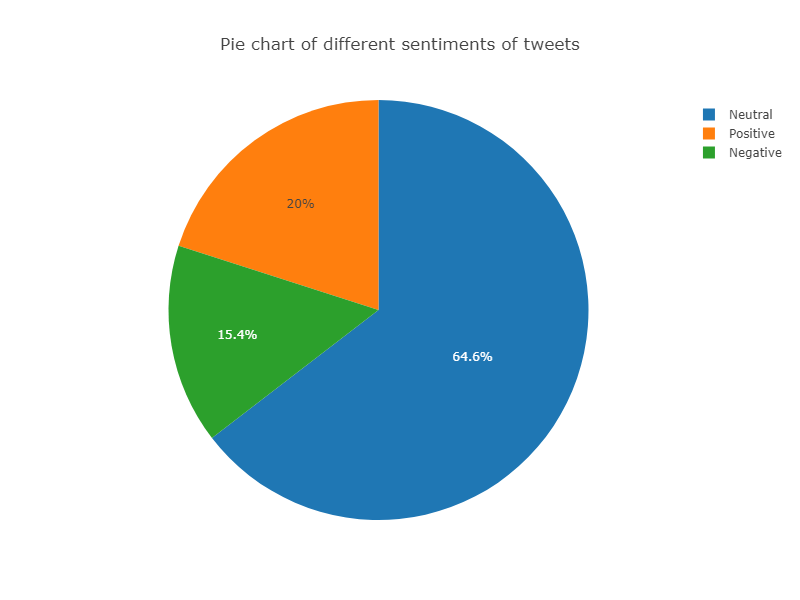 Pie chart of different sentiments of tweets
Neutral
Positive
Negative
20%
15.4%
64.6%